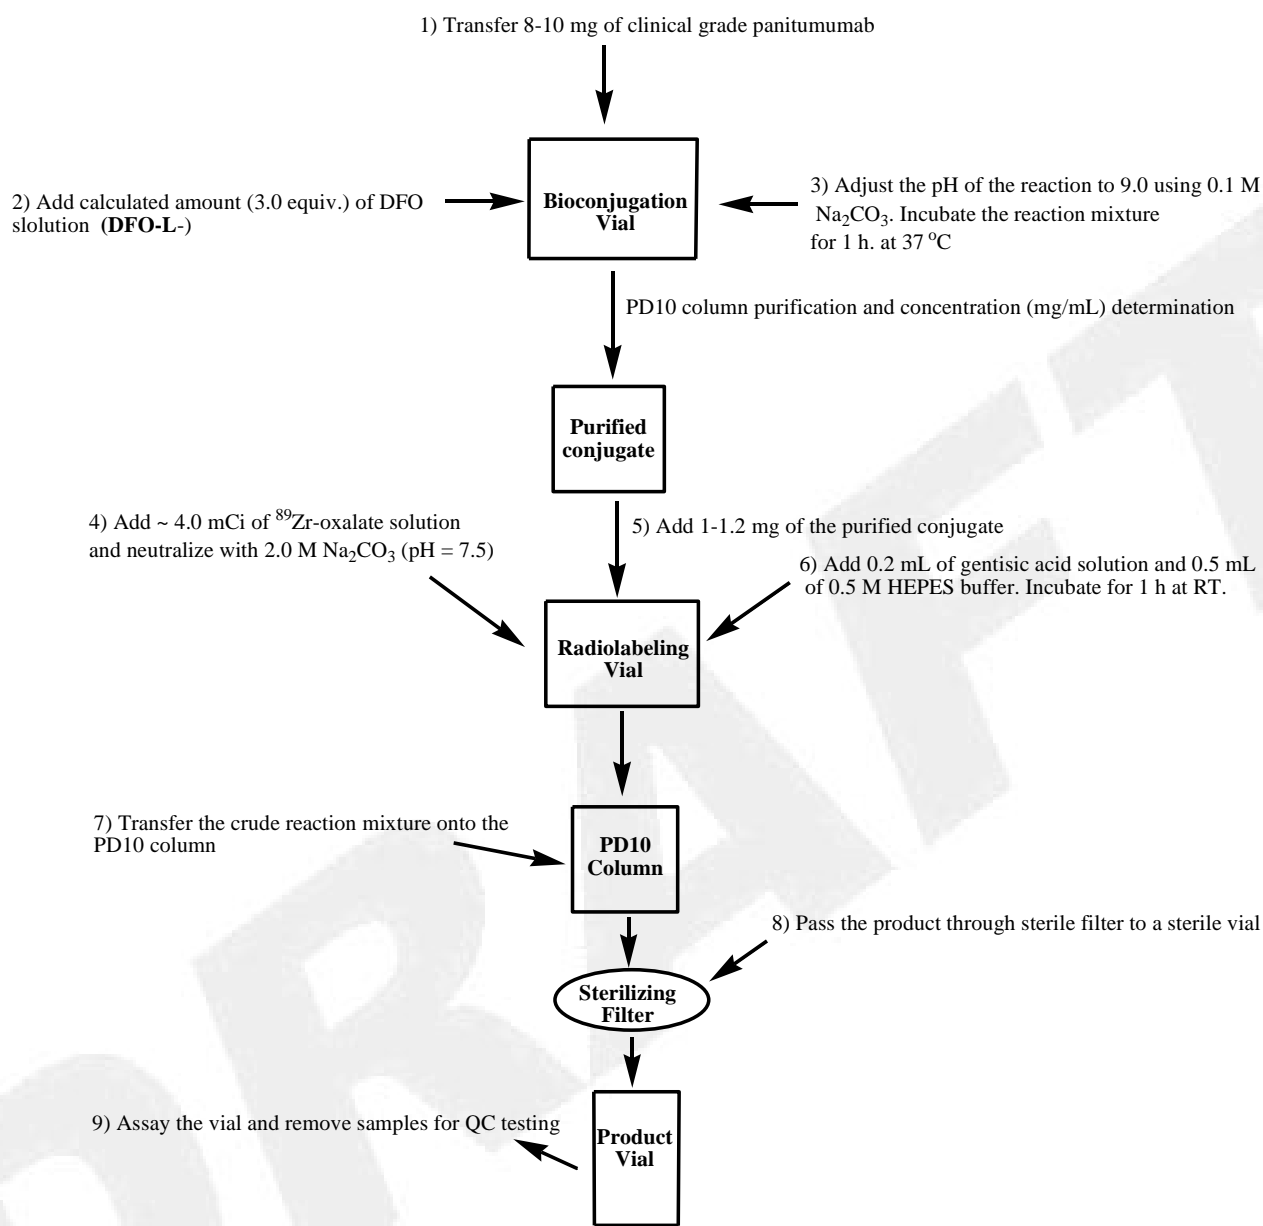 1) Transfer 8-10 mg of clinical grade panitumumab
2) Add calculated amount (3.0 equiv.) of DFO
slolution (DFO-L-)
Bioconjugation
Vial
3) Adjust the pH of the reaction to 9.0 using 0.1 M
Na₂CO₃. Incubate the reaction mixture
for 1 h. at 37 °C
PD10 column purification and concentration (mg/mL) determination
Purified
conjugate
4) Add ~ 4.0 mCi of ⁸⁹Zr-oxalate solution
and neutralize with 2.0 M Na₂CO₃ (pH = 7.5)
5) Add 1-1.2 mg of the purified conjugate
6) Add 0.2 mL of gentisic acid solution and 0.5 mL
of 0.5 M HEPES buffer. Incubate for 1 h at RT.
Radiolabeling
Vial
7) Transfer the crude reaction mixture onto the
PD10 column
PD10
Column
8) Pass the product through sterile filter to a sterile vial
Sterilizing
Filter
9) Assay the vial and remove samples for QC testing
Product
Vial
DRAFT